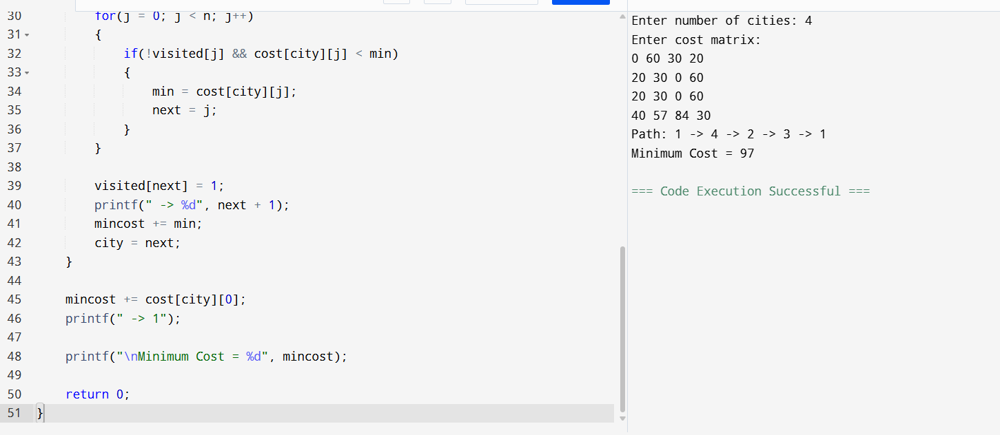 30 for(j = 0; j < n; j++)
31 {
32 if(!visited[j] && cost[city][j] < min)
33 {
34 min = cost[city][j];
35 next = j;
36 }
37 }
38
39 visited[next] = 1;
40 printf(" -> %d", next + 1);
41 mincost += min;
42 city = next;
43 }
44
45 mincost += cost[city][0];
46 printf(" -> 1");
47
48 printf("\nMinimum Cost = %d", mincost);
49
50 return 0;
51 }
Enter number of cities: 4
Enter cost matrix:
0 60 30 20
20 30 0 60
20 30 0 60
40 57 84 30
Path: 1 -> 4 -> 2 -> 3 -> 1
Minimum Cost = 97
=== Code Execution Successful ===